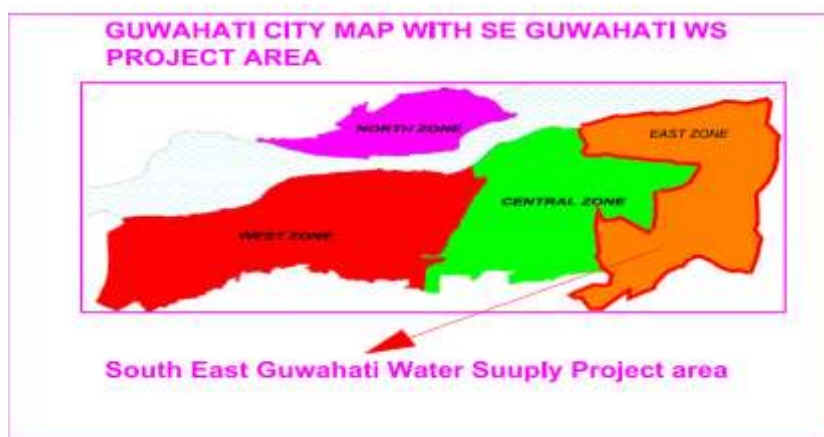 GUWAHATI CITY MAP WITH SE GUWAHATI WS
PROJECT AREA
NORTH ZONE
EAST ZONE
CENTRAL ZONE
WEST ZONE
South East Guwahati Water Suuply Project area